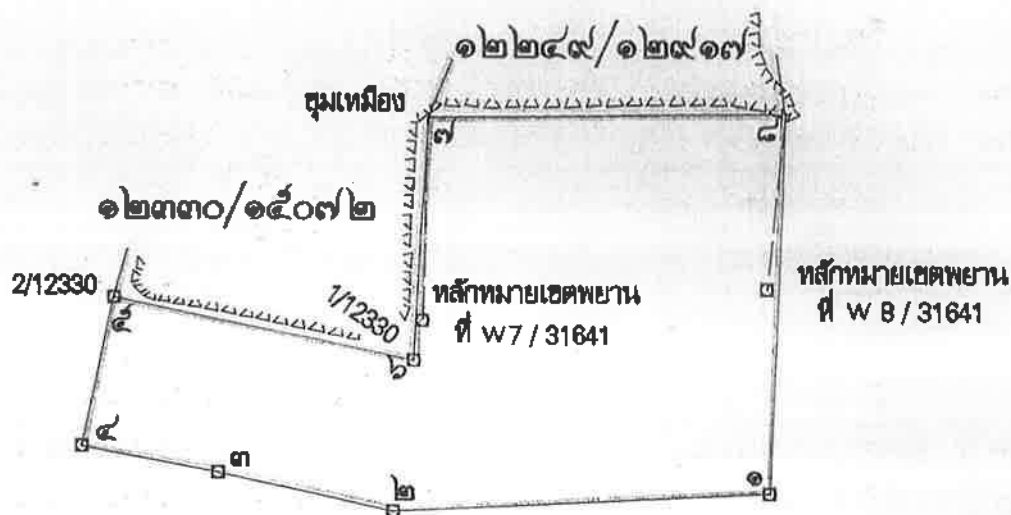 ๑๒๒๔๙/๑๒๙๑๗
ขุมเหมือง
๗
๘
๑๒๓๓๐/๑๕๐๗๒
2/12330
1/12330
หลักหมายเขตพยาน
ที่ W 7 / 31641
หลักหมายเขตพยาน
ที่ W 8 / 31641
๕
๖
๔
๓
๒
๑